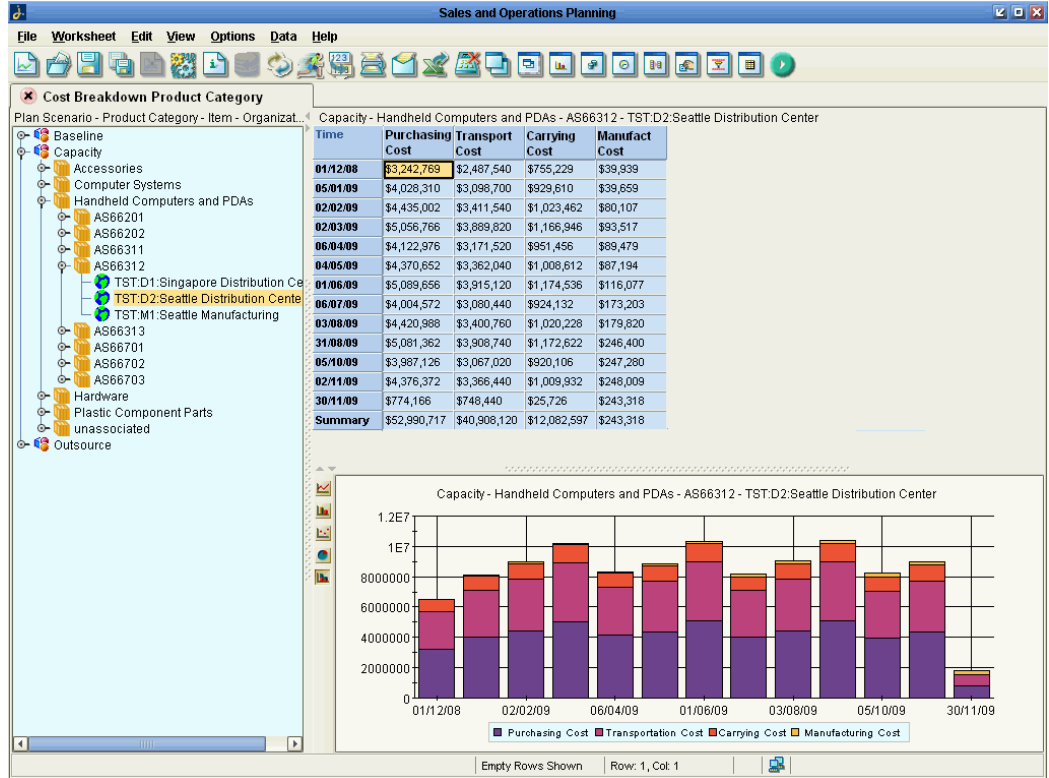 Sales and Operations Planning
File Worksheet Edit View Options Data Help
Cost Breakdown Product Category
Plan Scenario - Product Category - Item - Organizat...
Baseline
Capacity
Accessories
Computer Systems
Handheld Computers and PDAs
AS66201
AS66202
AS66311
AS66312
TST:D1:Singapore Distribution Ce
TST:D2:Seattle Distribution Cente
TST:M1:Seattle Manufacturing
AS66313
AS66701
AS66702
AS66703
Hardware
Plastic Component Parts
unassociated
Outsource
Capacity - Handheld Computers and PDAs - AS66312 - TST:D2:Seattle Distribution Center
Time Purchasing Cost Transport Cost Carrying Cost Manufact Cost
01/12/08 $3,242,769 $2,487,540 $755,229 $39,939
05/01/09 $4,028,310 $3,098,700 $929,610 $39,659
02/02/09 $4,435,002 $3,411,540 $1,023,462 $80,107
02/03/09 $5,056,766 $3,889,820 $1,166,946 $93,517
06/04/09 $4,122,976 $3,171,520 $951,456 $89,479
04/05/09 $4,370,652 $3,362,040 $1,008,612 $87,194
01/06/09 $5,089,656 $3,915,120 $1,174,536 $116,077
06/07/09 $4,004,572 $3,080,440 $924,132 $173,203
03/08/09 $4,420,988 $3,400,760 $1,020,228 $179,820
31/08/09 $5,081,362 $3,908,740 $1,172,622 $246,400
05/10/09 $3,987,126 $3,067,020 $920,106 $247,280
02/11/09 $4,376,372 $3,366,440 $1,009,932 $248,009
30/11/09 $774,166 $748,440 $25,726 $243,318
Summary $52,990,717 $40,908,120 $12,082,597 $243,318
Capacity - Handheld Computers and PDAs - AS66312 - TST:D2:Seattle Distribution Center
1.2E7
1E7
8000000
6000000
4000000
2000000
0
01/12/08 02/02/09 06/04/09 01/06/09 03/08/09 05/10/09 30/11/09
Purchasing Cost Transportation Cost Carrying Cost Manufacturing Cost
Empty Rows Shown Row: 1, Col: 1